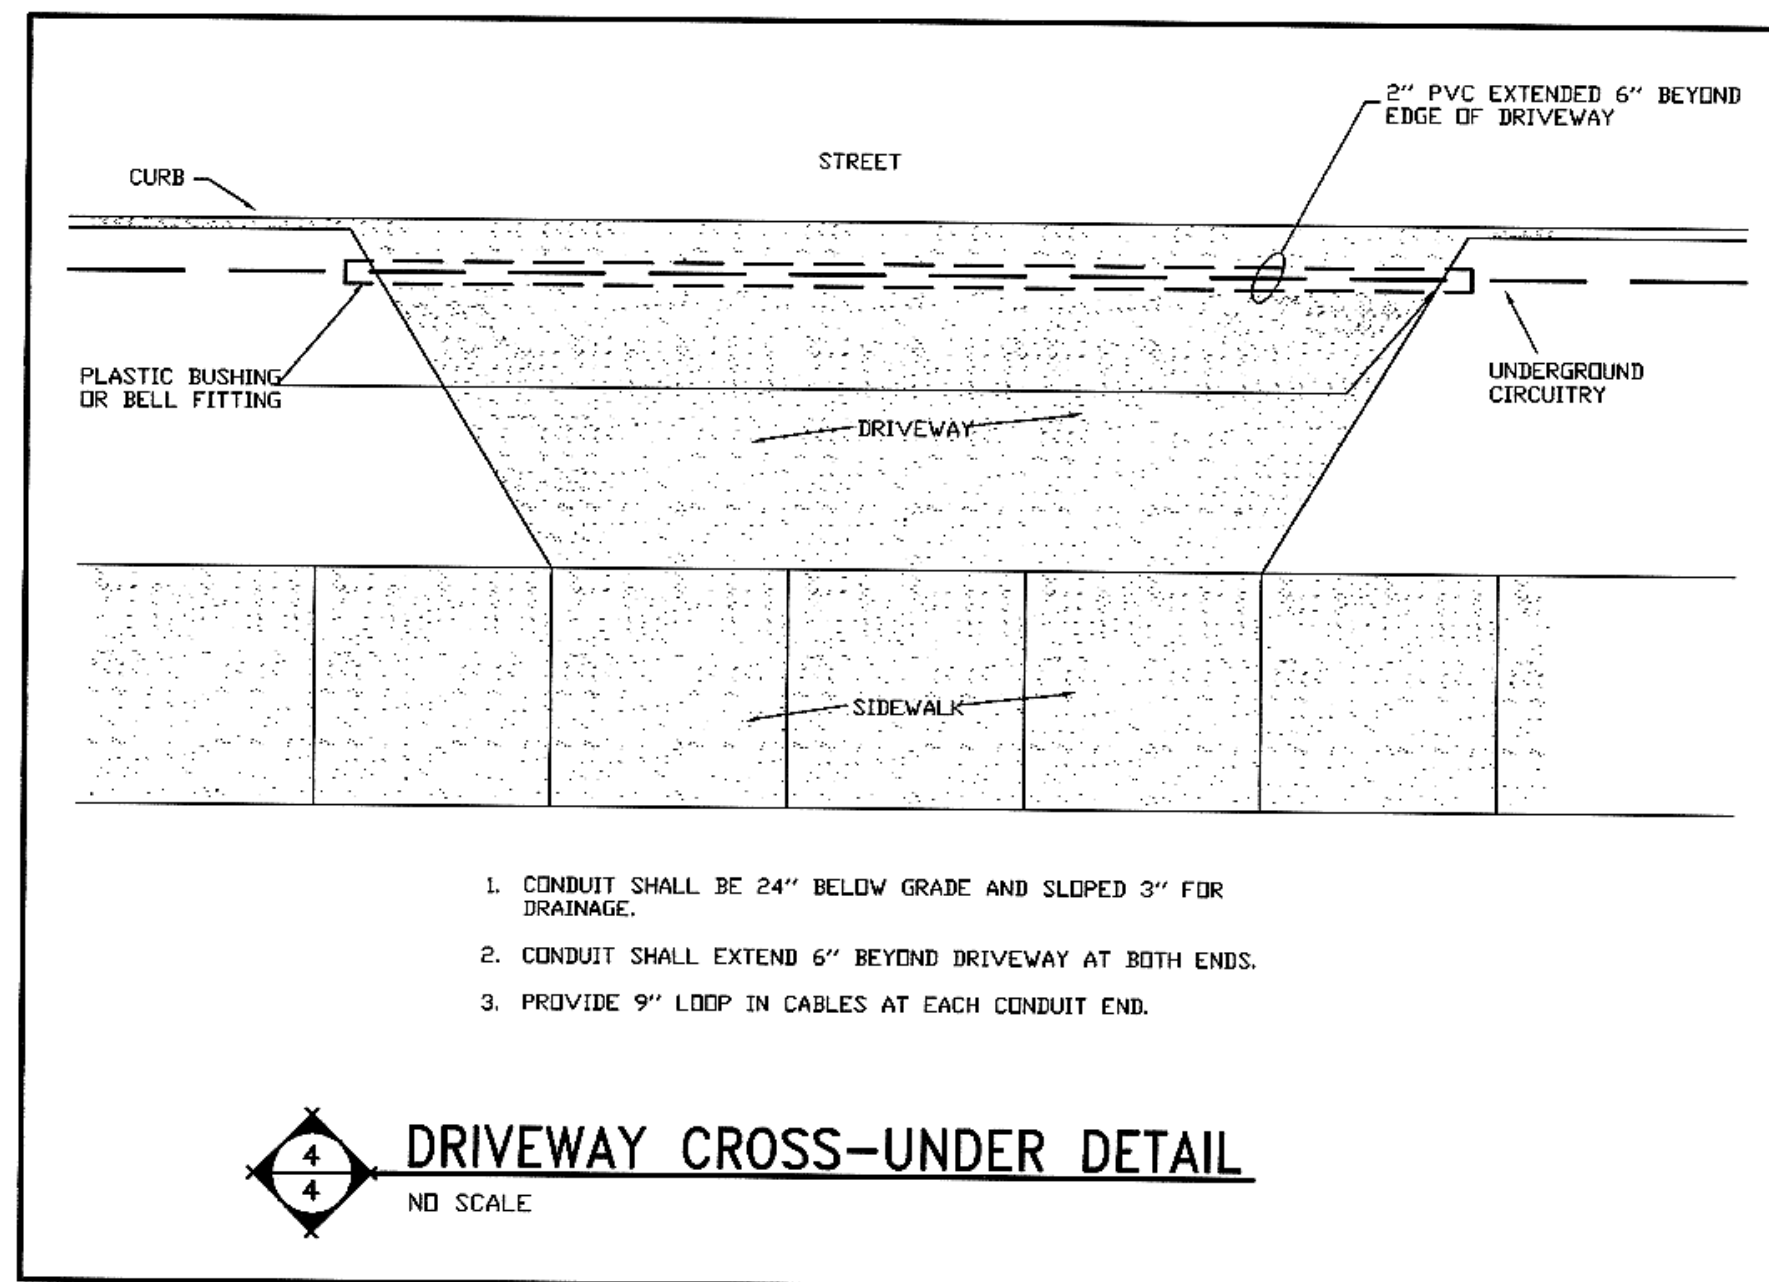 2" PVC EXTENDED 6" BEYOND
EDGE OF DRIVEWAY
STREET
CURB
PLASTIC BUSHING
OR BELL FITTING
UNDERGROUND
CIRCUITRY
DRIVEWAY
SIDEWALK
1. CONDUIT SHALL BE 24" BELOW GRADE AND SLOPED 3" FOR
DRAINAGE.
2. CONDUIT SHALL EXTEND 6" BEYOND DRIVEWAY AT BOTH ENDS.
3. PROVIDE 9" LOOP IN CABLES AT EACH CONDUIT END.
4
4
DRIVEWAY CROSS-UNDER DETAIL
NO SCALE